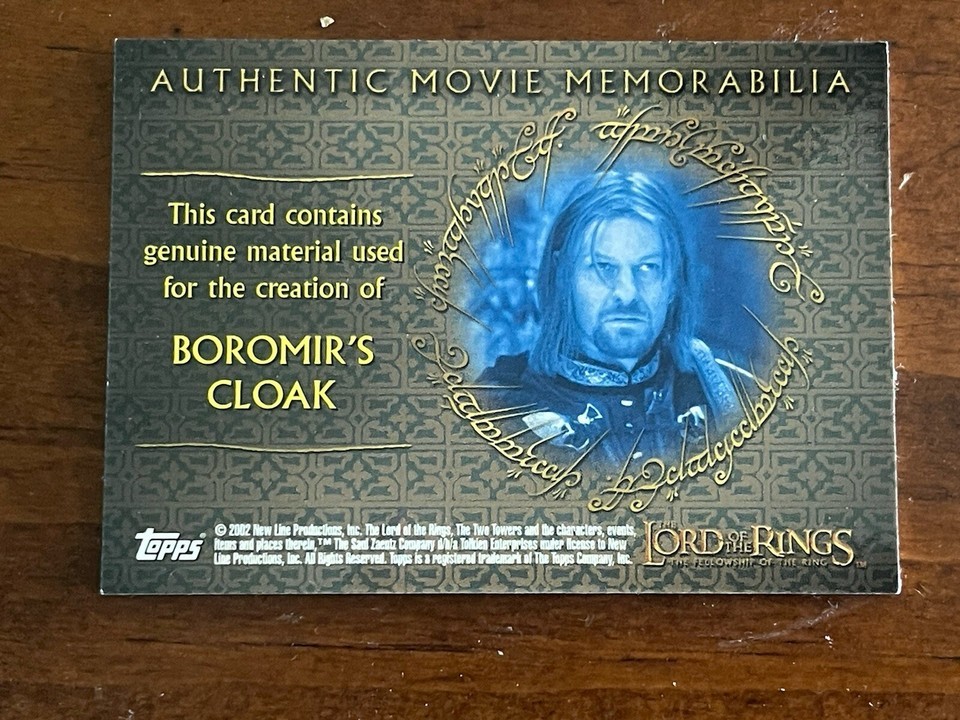 AUTHENTIC MOVIE MEMORABILIA
This card contains
genuine material used
for the creation of
BOROMIR'S
CLOAK
Topps
© 2002 New Line Productions, Inc. The Lord of the Rings, The Two Towers and the characters, events,
items and places therein, ™ The Saul Zaentz Company d/b/a Tolkien Enterprises under license to New
Line Productions, Inc. All Rights Reserved. Topps is a registered trademark of The Topps Company, Inc.
THE
LORD OF THE RINGS™
THE FELLOWSHIP OF THE RING